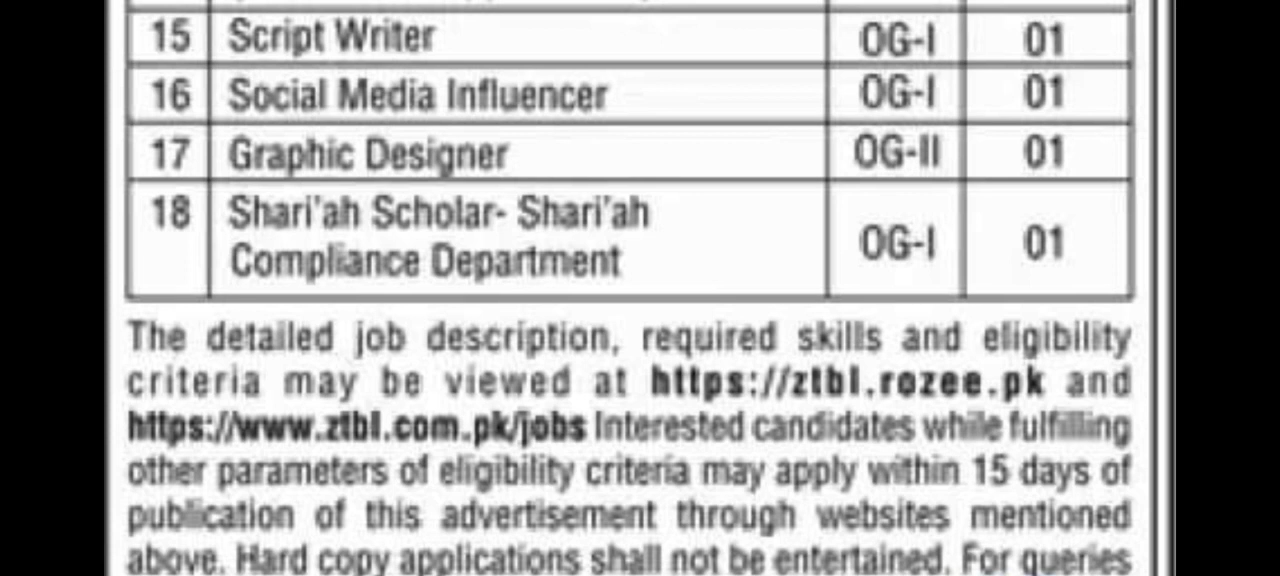 15 Script Writer OG-I 01
16 Social Media Influencer OG-I 01
17 Graphic Designer OG-II 01
18 Shari'ah Scholar- Shari'ah
Compliance Department OG-I 01
The detailed job description, required skills and eligibility
criteria may be viewed at https://ztbl.rozee.pk and
https://www.ztbl.com.pk/jobs Interested candidates while fulfilling
other parameters of eligibility criteria may apply within 15 days of
publication of this advertisement through websites mentioned
above. Hard copy applications shall not be entertained. For queries